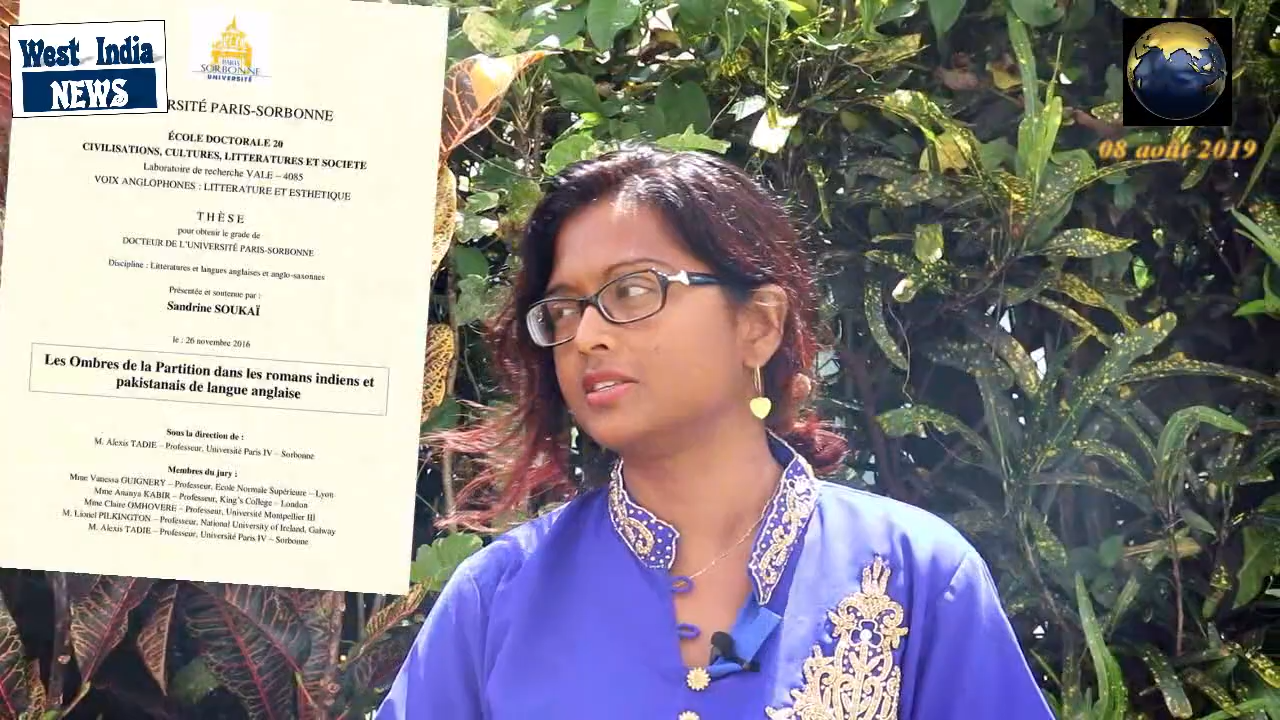 West India
NEWS
PARIS
SORBONNE
UNIVERSITÉ
RSITÉ PARIS-SORBONNE
ÉCOLE DOCTORALE 20
CIVILISATIONS, CULTURES, LITTERATURES ET SOCIETE
Laboratoire de recherche VALE – 4085
VOIX ANGLOPHONES : LITTERATURE ET ESTHETIQUE
THÈSE
pour obtenir le grade de
DOCTEUR DE L'UNIVERSITÉ PARIS-SORBONNE
Discipline : Littératures et langues anglaises et anglo-saxonnes
Présentée et soutenue par :
Sandrine SOUKAÏ
le : 26 novembre 2016
Les Ombres de la Partition dans les romans indiens et
pakistanais de langue anglaise
Sous la direction de :
M. Alexis TADIE – Professeur, Université Paris IV – Sorbonne
Membres du jury :
Mme Vanessa GUIGNERY – Professeur, Ecole Normale Supérieure – Lyon
Mme Ananya KABIR – Professeur, King's College – London
Mme Claire OMHOVERE – Professeur, Université Montpellier III
M. Lionel PILKINGTON – Professeur, National University of Ireland, Galway
M. Alexis TADIE – Professeur, Université Paris IV – Sorbonne
08 août 2019